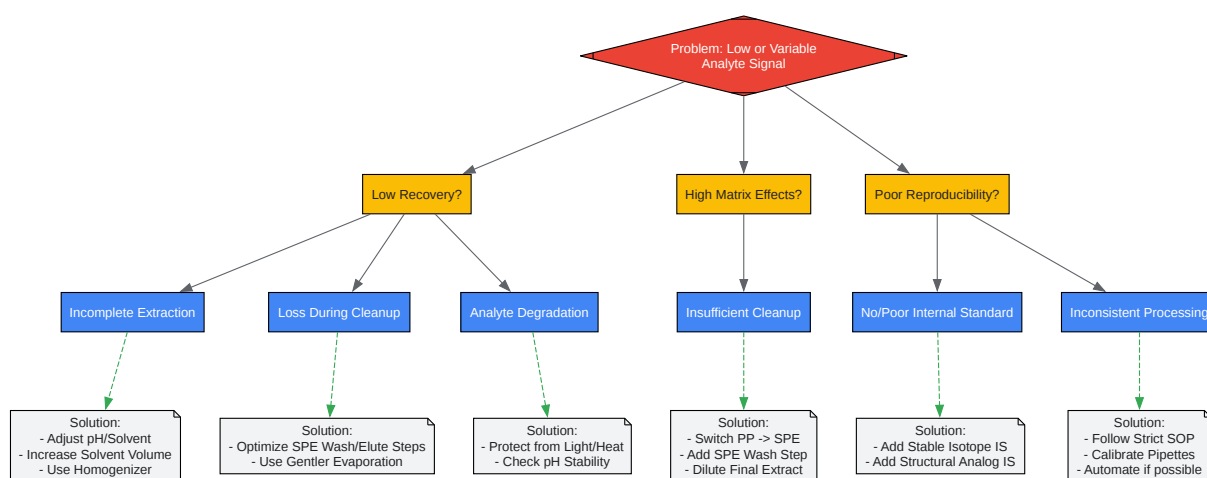 Problem: Low or Variable
Analyte Signal
Low Recovery?
High Matrix Effects?
Poor Reproducibility?
Incomplete Extraction
Loss During Cleanup
Analyte Degradation
Insufficient Cleanup
No/Poor Internal Standard
Inconsistent Processing
Solution:
- Adjust pH/Solvent
- Increase Solvent Volume
- Use Homogenizer
Solution:
- Optimize SPE Wash/Elute Steps
- Use Gentler Evaporation
Solution:
- Protect from Light/Heat
- Check pH Stability
Solution:
- Switch PP -> SPE
- Add SPE Wash Step
- Dilute Final Extract
Solution:
- Add Stable Isotope IS
- Add Structural Analog IS
Solution:
- Follow Strict SOP
- Calibrate Pipettes
- Automate if possible